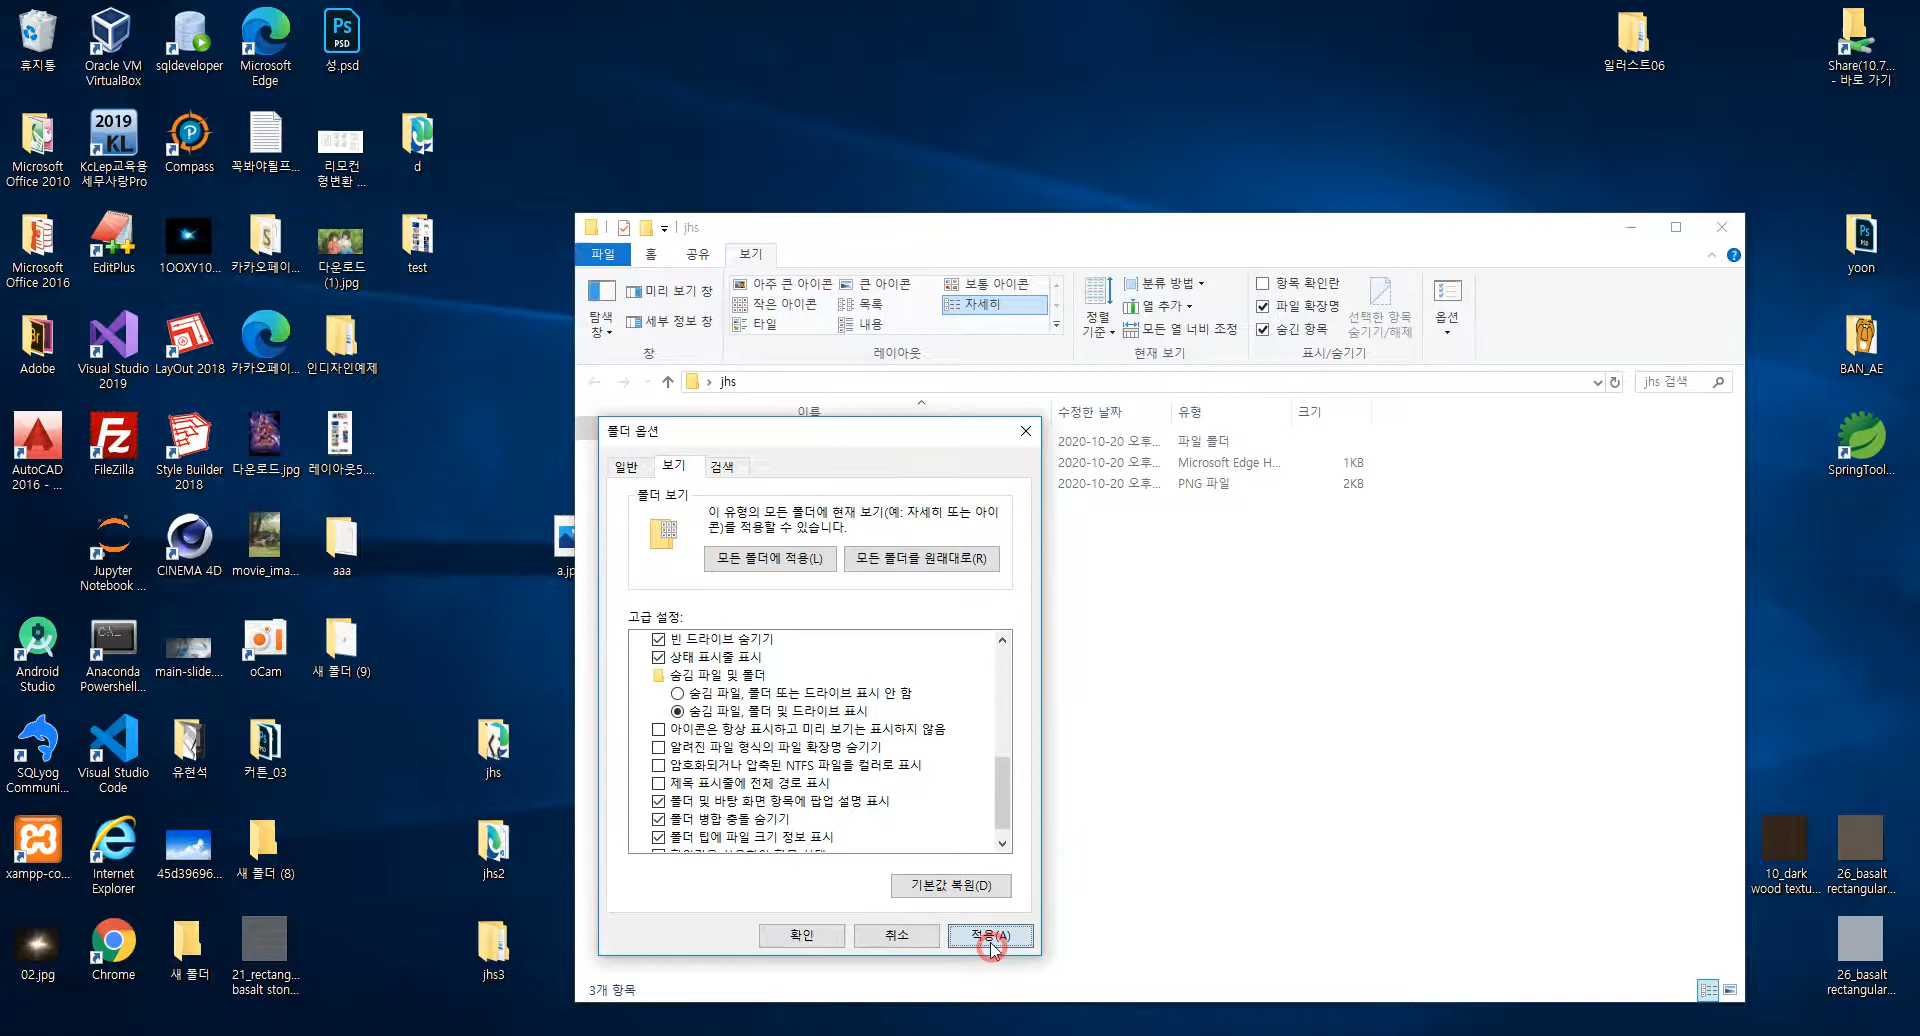 휴지통
Oracle VM
VirtualBox
sqldeveloper
Microsoft
Edge
Ps
PSD
성.psd
일러스트06
Share(10.7...
- 바로 가기
Microsoft
Office 2010
2019
KL
KcLep교육용
세무사랑Pro
Compass
꼭봐야될프...
리모컨
형변환 ...
d
Microsoft
Office 2016
EditPlus
1OOXY10...
카카오페이...
다운로드
(1).jpg
test
Adobe
Visual Studio
2019
LayOut 2018
카카오페이...
인디자인예제
AutoCAD
2016 - ...
FileZilla
Style Builder
2018
다운로드.jpg
레이아웃5....
Jupyter
Notebook ...
CINEMA 4D
movie_ima...
aaa
a.jp
Android
Studio
Anaconda
Powershell...
main-slide....
oCam
새 폴더 (9)
SQLyog
Communi...
Visual Studio
Code
유현석
커튼_03
jhs
xampp-co...
Internet
Explorer
45d39696...
새 폴더 (8)
jhs2
02.jpg
Chrome
새 폴더
21_rectang...
basalt ston...
jhs3
yoon
BAN_AE
SpringTool...
10_dark
wood textu...
26_basalt
rectangular...
26_basalt
rectangular...
jhs
파일 홈 공유 보기
탐색
창
미리 보기 창
세부 정보 창
창
아주 큰 아이콘 큰 아이콘 보통 아이콘
작은 아이콘 목록 자세히
타일 내용
레이아웃
정렬
기준
분류 방법
열 추가
모든 열 너비 조정
현재 보기
항목 확인란
파일 확장명
숨긴 항목
선택한 항목
숨기기/해제
표시/숨기기
옵션
jhs
jhs 검색
이름 수정한 날짜 유형 크기
2020-10-20 오후... 파일 폴더
2020-10-20 오후... Microsoft Edge H... 1KB
2020-10-20 오후... PNG 파일 2KB
폴더 옵션
일반 보기 검색
폴더 보기
이 유형의 모든 폴더에 현재 보기(예: 자세히 또는 아이
콘)를 적용할 수 있습니다.
모든 폴더에 적용(L) 모든 폴더를 원래대로(R)
고급 설정:
빈 드라이브 숨기기
상태 표시줄 표시
숨김 파일 및 폴더
숨김 파일, 폴더 또는 드라이브 표시 안 함
숨김 파일, 폴더 및 드라이브 표시
아이콘은 항상 표시하고 미리 보기는 표시하지 않음
알려진 파일 형식의 파일 확장명 숨기기
암호화되거나 압축된 NTFS 파일을 컬러로 표시
제목 표시줄에 전체 경로 표시
폴더 및 바탕 화면 항목에 팝업 설명 표시
폴더 병합 충돌 숨기기
폴더 팁에 파일 크기 정보 표시
기본값 복원(D)
확인 취소 적용(A)
3개 항목